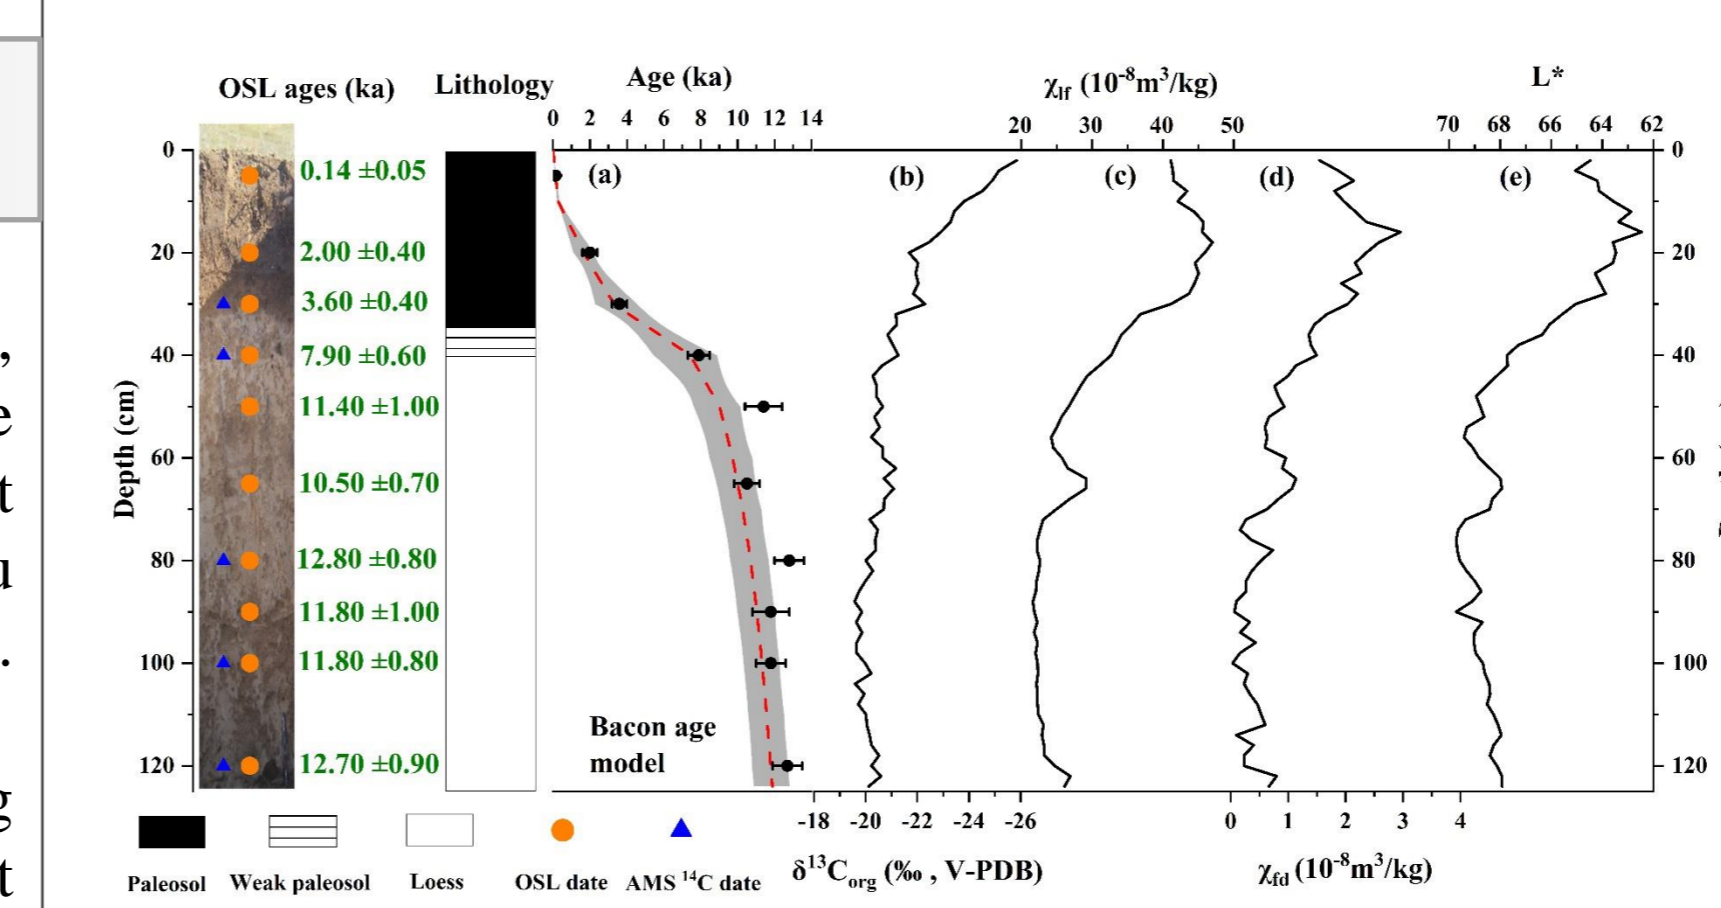 OSL ages (ka)
Lithology
Age (ka)
χlf (10-8m3/kg)
L*
0 2 4 6 8 10 12 14
20 30 40 50
70 68 66 64 62
0
20
40
60
80
100
120
Depth (cm)
0.14 ±0.05
2.00 ±0.40
3.60 ±0.40
7.90 ±0.60
11.40 ±1.00
10.50 ±0.70
12.80 ±0.80
11.80 ±1.00
11.80 ±0.80
12.70 ±0.90
(a)
(b)
(c)
(d)
(e)
Bacon age
model
0
20
40
60
80
100
120
-18 -20 -22 -24 -26
0 1 2 3 4
δ13Corg (‰ , V-PDB)
χfd (10-8m3/kg)
Paleosol
Weak paleosol
Loess
OSL date
AMS 14C date